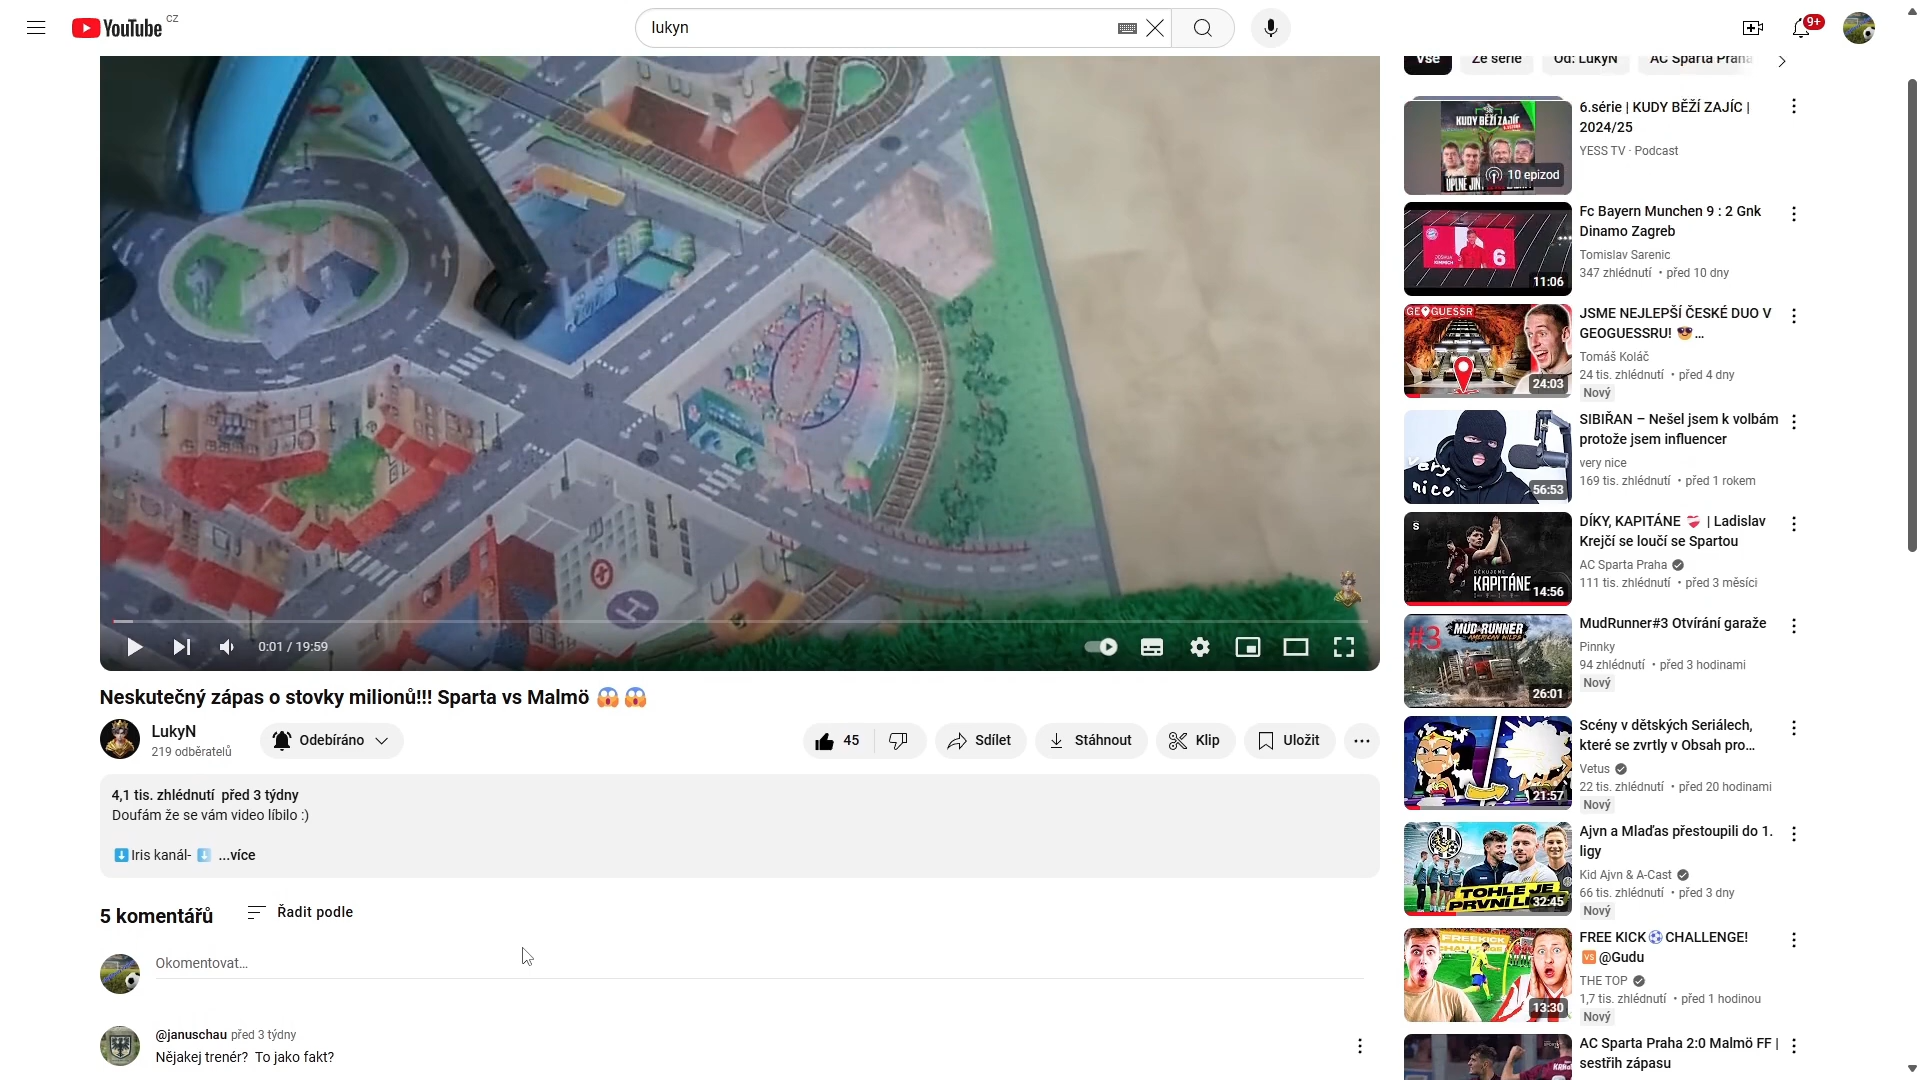 YouTube CZ
lukyn
9+
Vše
Ze série
Od: LukyN
AC Sparta Praha
KUDY BĚŽÍ ZAJÍC
10 epizod
6.série | KUDY BĚŽÍ ZAJÍC |
2024/25
YESS TV · Podcast
6
11:06
Fc Bayern Munchen 9 : 2 Gnk
Dinamo Zagreb
Tomislav Sarenic
347 zhlédnutí • před 10 dny
GEOGUESSR
24:03
JSME NEJLEPŠÍ ČESKÉ DUO V
GEOGUESSRU! 😎...
Tomáš Koláč
24 tis. zhlédnutí • před 4 dny
Nový
very
nice
56:53
SIBIŘAN – Nešel jsem k volbám
protože jsem influencer
very nice
169 tis. zhlédnutí • před 1 rokem
S
DĚKUJEME
KAPITÁNE
14:56
DÍKY, KAPITÁNE ❤️‍🩹 | Ladislav
Krejčí se loučí se Spartou
AC Sparta Praha
111 tis. zhlédnutí • před 3 měsíci
#3
MUDRUNNER
AMERICAN WILDS
26:01
MudRunner#3 Otvírání garaže
Pinnky
94 zhlédnutí • před 3 hodinami
Nový
21:57
Scény v dětských Seriálech,
které se zvrtly v Obsah pro...
Vetus
22 tis. zhlédnutí • před 20 hodinami
Nový
TOHLE JE
PRVNÍ LI
32:45
Ajvn a Mlaďas přestoupili do 1.
ligy
Kid Ajvn & A-Cast
66 tis. zhlédnutí • před 3 dny
Nový
FREEKICK
CHALLENGE
13:30
FREE KICK⚽CHALLENGE!
🆚@Gudu
THE TOP
1,7 tis. zhlédnutí • před 1 hodinou
Nový
AC Sparta Praha 2:0 Malmö FF |
sestřih zápasu
H
0:01 / 19:59
Neskutečný zápas o stovky milionů!!! Sparta vs Malmö 😱😱
LukyN
219 odběratelů
Odebíráno
45
Sdílet
Stáhnout
Klip
Uložit
4,1 tis. zhlédnutí před 3 týdny
Doufám že se vám video líbilo :)
⬇️Iris kanál- ⬇️ ...více
5 komentářů
Řadit podle
Okomentovat...
@januschau před 3 týdny
Nějakej trenér? To jako fakt?